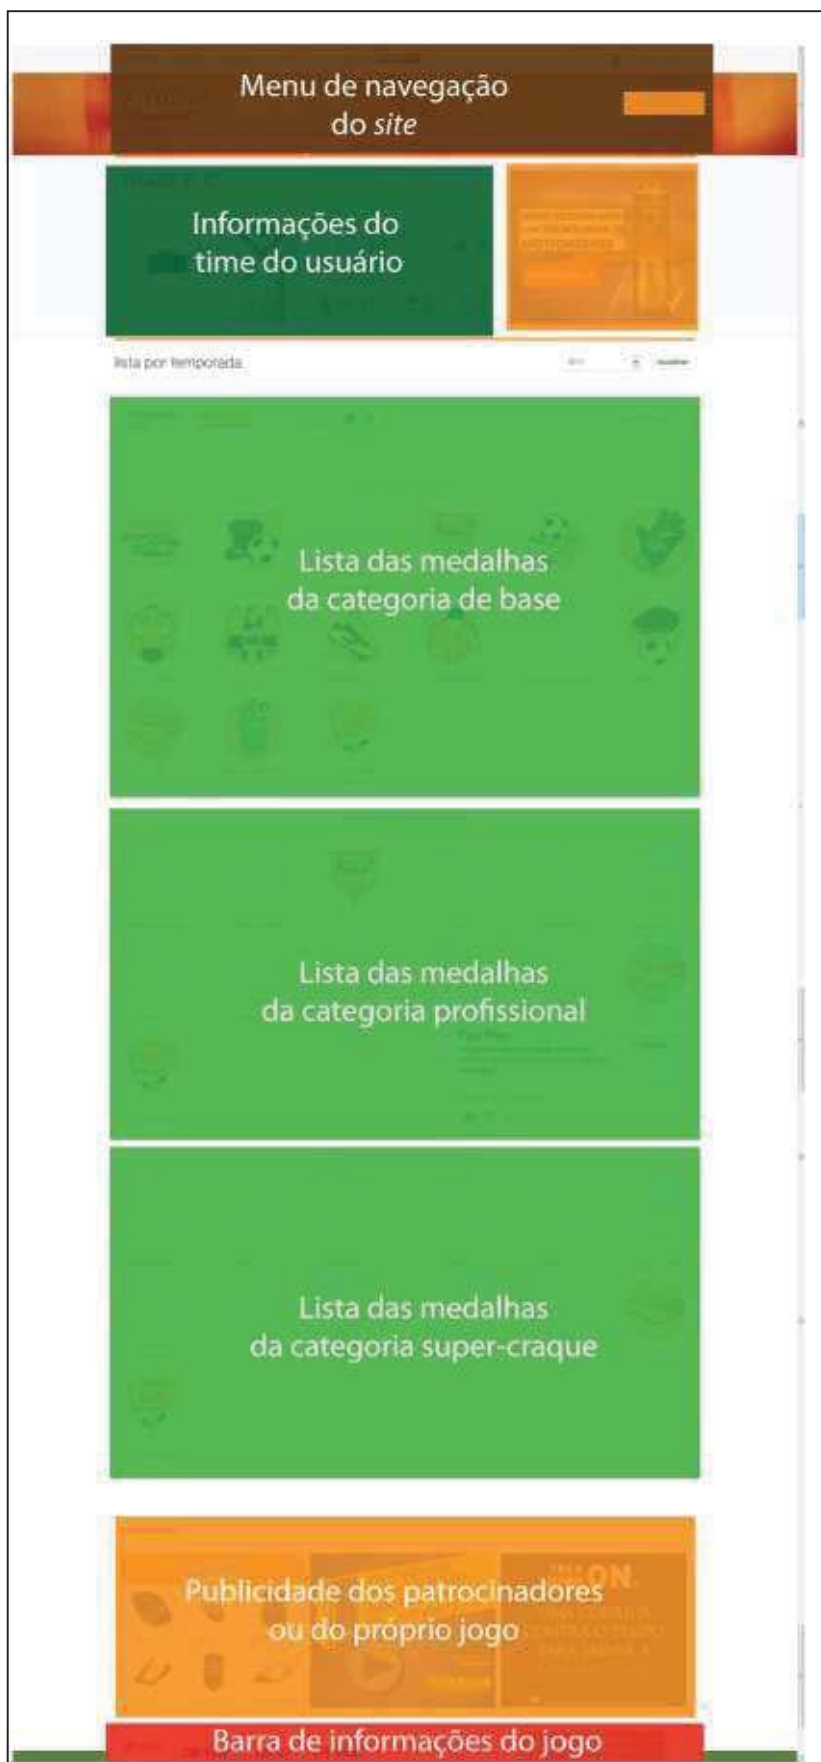 Menu de navegação
do site
Informações do
time do usuário
lista por temporada
Lista das medalhas
da categoria de base
Lista das medalhas
da categoria profissional
Lista das medalhas
da categoria super-craque
Publicidade dos patrocinadores
ou do próprio jogo
Barra de informações do jogo